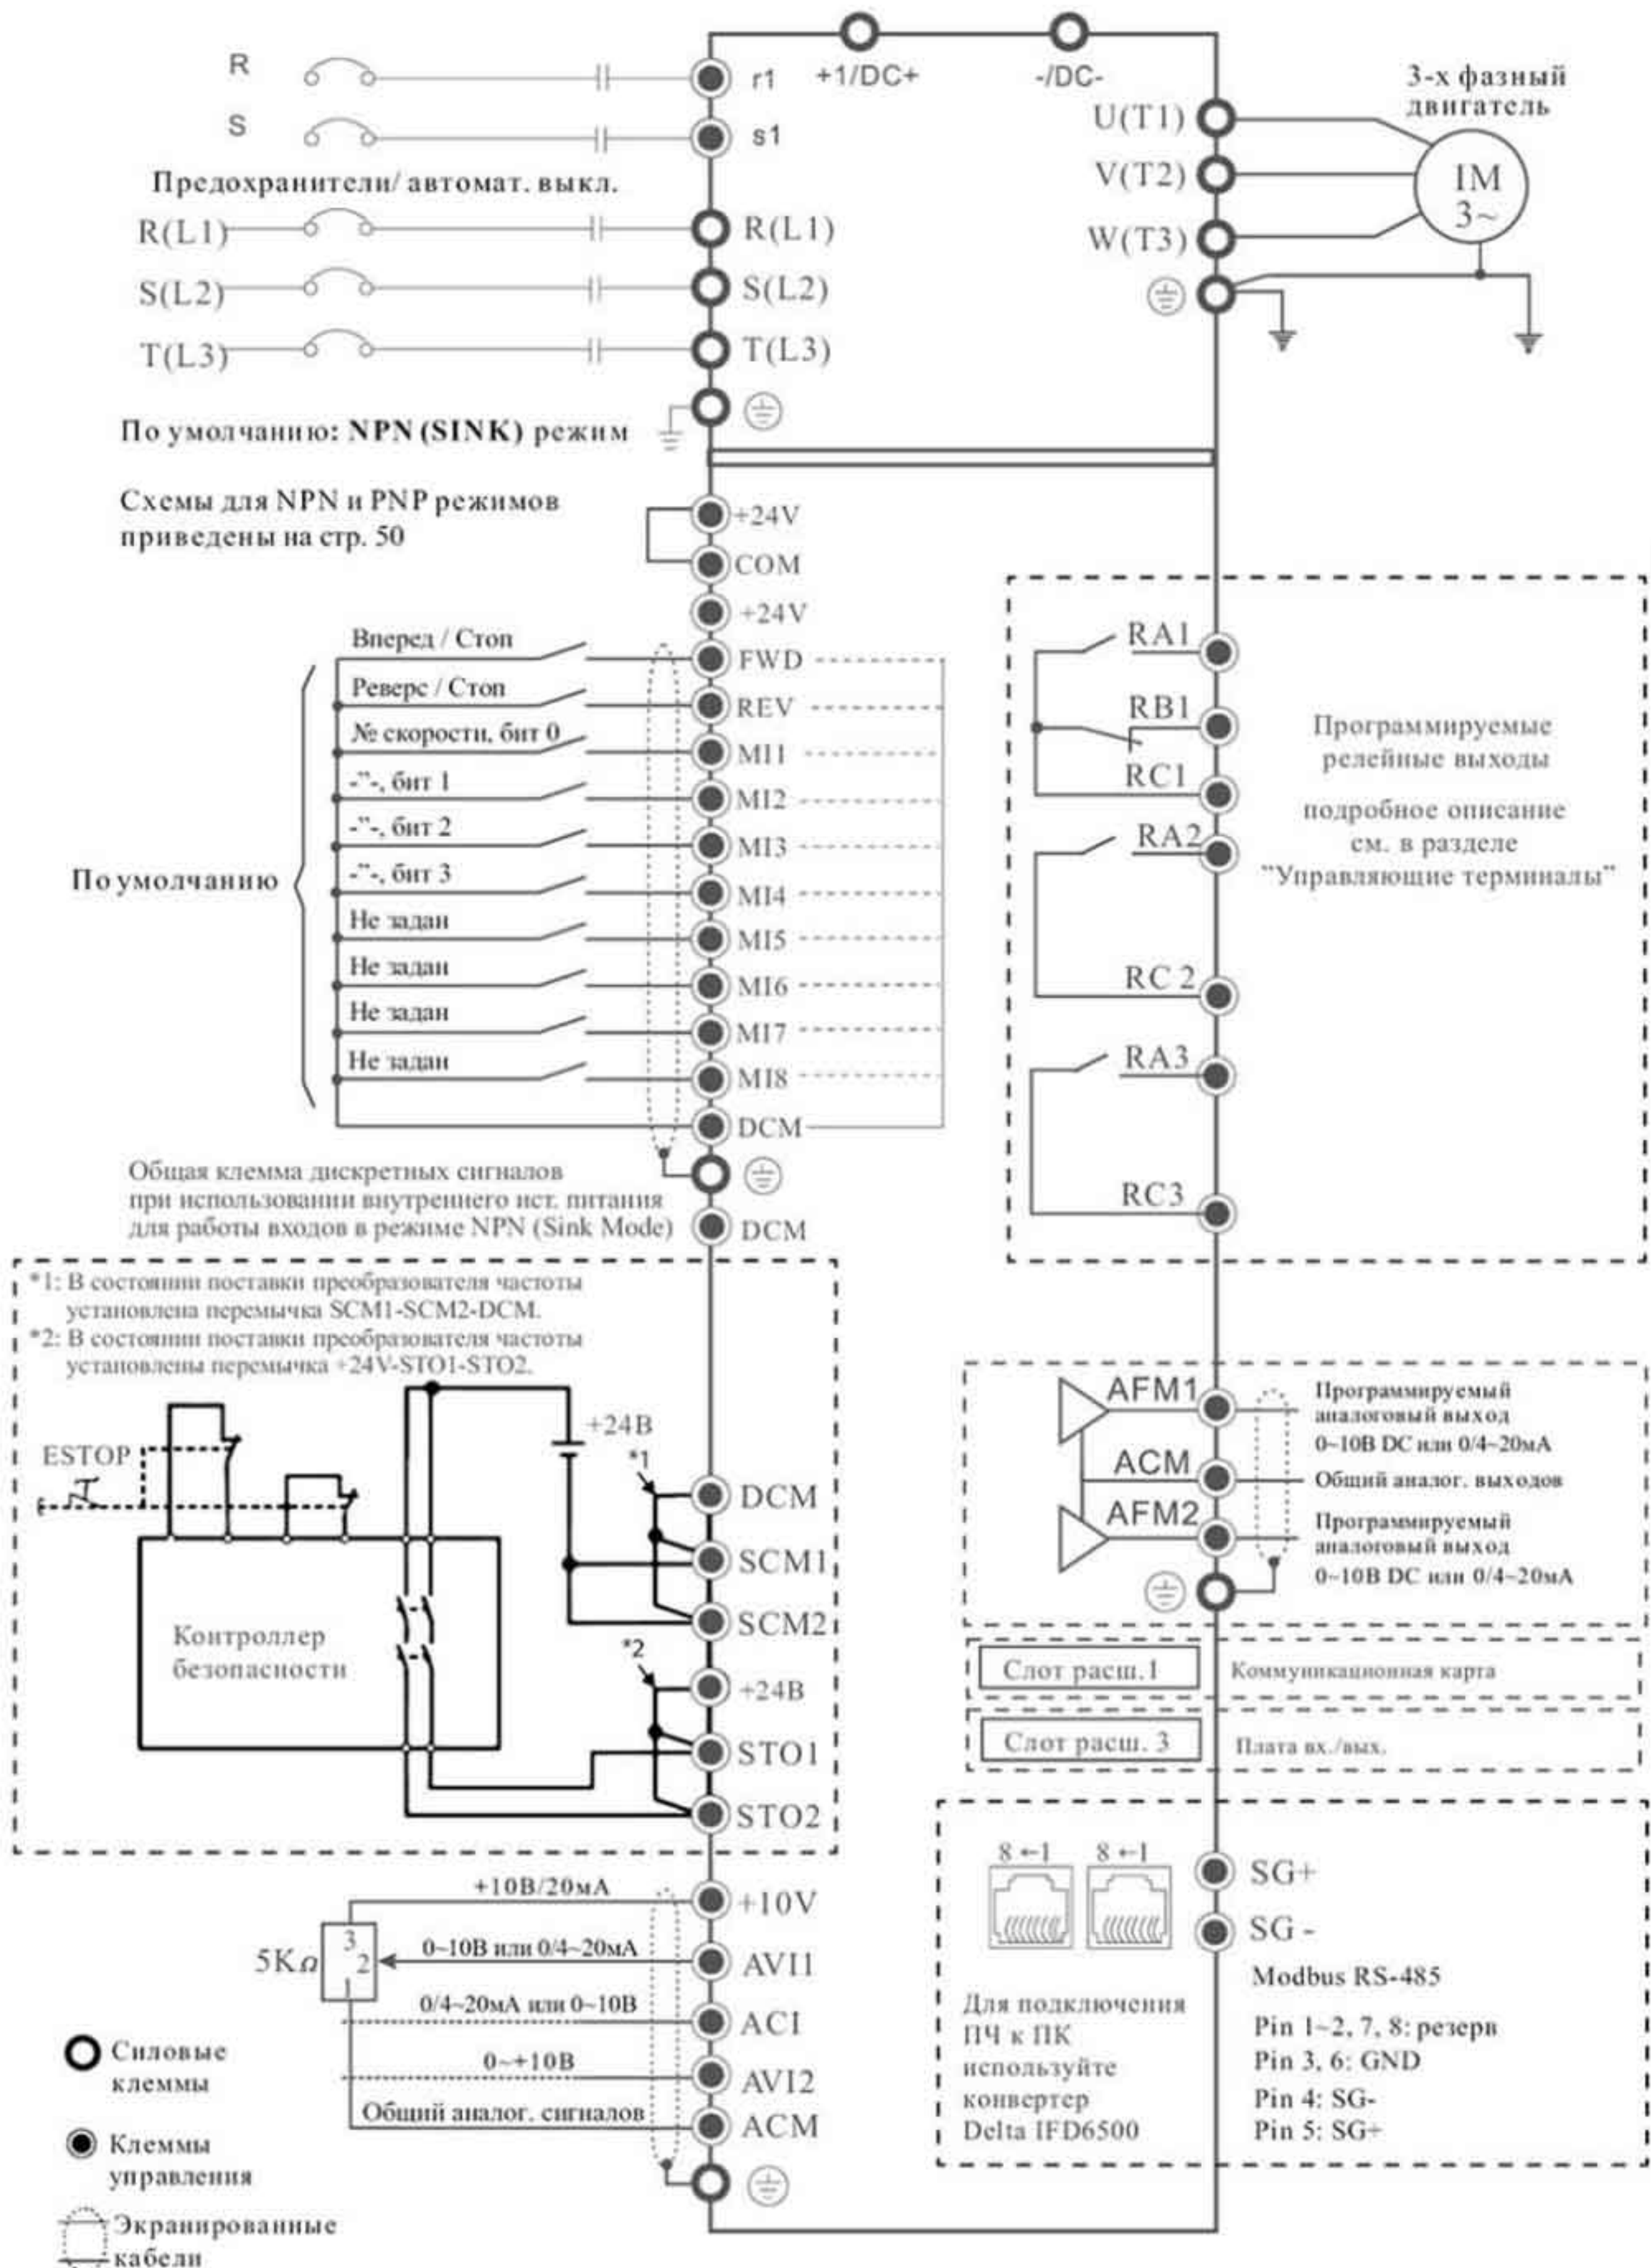 R
r1
+1/DC+
-/DC-
S
s1
3-х фазный
двигатель
U(T1)
V(T2)
W(T3)
IM
3~
Предохранители/ автомат. выкл.
R(L1)
R(L1)
S(L2)
S(L2)
T(L3)
T(L3)
По умолчанию: NPN (SINK) режим
Схемы для NPN и PNP режимов
приведены на стр. 50
+24V
COM
+24V
Вперед / Стоп
FWD
Реверс / Стоп
REV
№ скорости, бит 0
MI1
-"-, бит 1
MI2
-"-, бит 2
MI3
-"-, бит 3
MI4
Не задан
MI5
Не задан
MI6
Не задан
MI7
Не задан
MI8
DCM
По умолчанию
Общая клемма дискретных сигналов
при использовании внутреннего ист. питания
для работы входов в режиме NPN (Sink Mode)
DCM
RA1
RB1
RC1
RA2
RC 2
RA3
RC3
Программируемые
релейные выходы
подробное описание
см. в разделе
"Управляющие терминалы"
*1: В состоянии поставки преобразователя частоты
установлена перемычка SCM1-SCM2-DCM.
*2: В состоянии поставки преобразователя частоты
установлены перемычка +24V-STO1-STO2.
ESTOP
+24В
*1
DCM
SCM1
SCM2
*2
+24В
STO1
STO2
Контроллер
безопасности
AFM1
ACM
AFM2
Программируемый
аналоговый выход
0~10В DC или 0/4~20мА
Общий аналог. выходов
Программируемый
аналоговый выход
0~10В DC или 0/4~20мА
Слот расш.1
Коммуникационная карта
Слот расш. 3
Плата вх./вых.
8 ←1
8 ←1
SG+
SG -
Modbus RS-485
Для подключения
ПЧ к ПК
используйте
конвертер
Delta IFD6500
Pin 1~2, 7, 8: резерв
Pin 3, 6: GND
Pin 4: SG-
Pin 5: SG+
+10В/20мА
+10V
5KΩ
3
2
1
0~10В или 0/4~20мА
AVI1
0/4~20мА или 0~10В
ACI
0~+10В
AVI2
Общий аналог. сигналов
ACM
Силовые
клеммы
Клеммы
управления
Экранированные
кабели